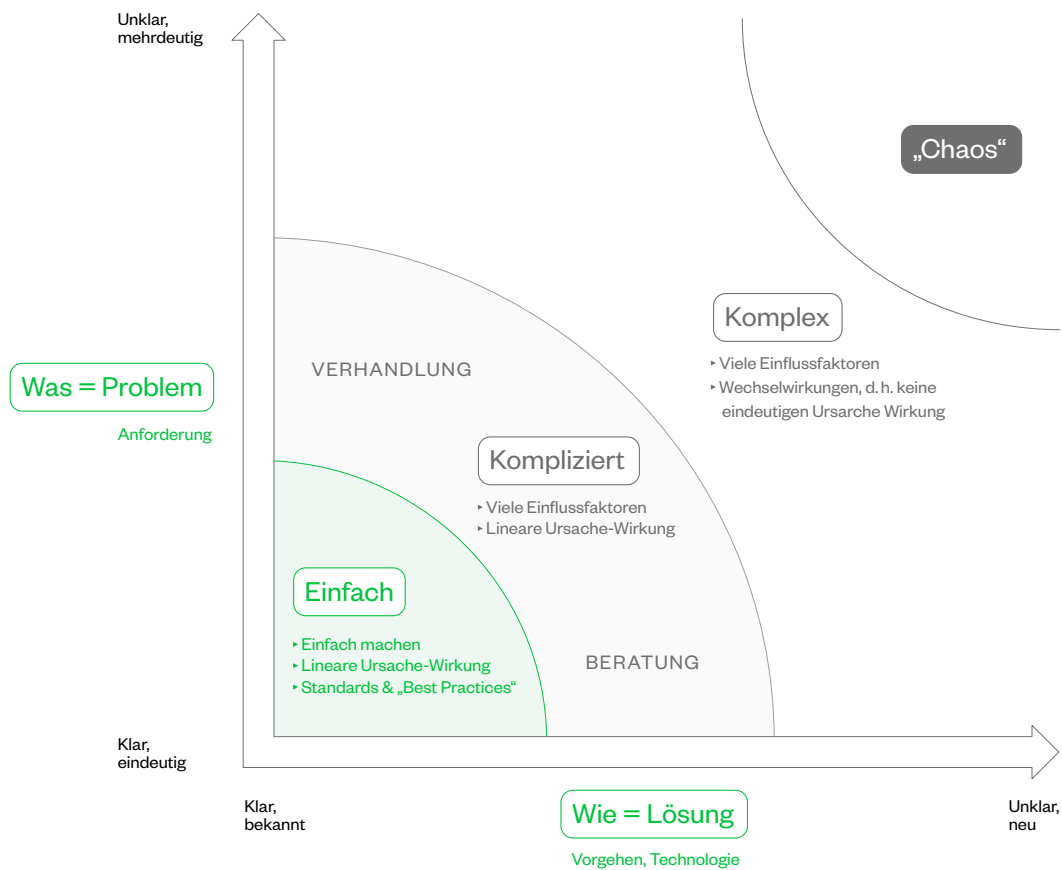 Unklar,
mehrdeutig
„Chaos“
Komplex
‣ Viele Einflussfaktoren
‣ Wechselwirkungen, d. h. keine
eindeutigen Ursarche Wirkung
VERHANDLUNG
Was = Problem
Anforderung
Kompliziert
‣ Viele Einflussfaktoren
‣ Lineare Ursache-Wirkung
Einfach
‣ Einfach machen
‣ Lineare Ursache-Wirkung
‣ Standards & „Best Practices“
BERATUNG
Klar,
eindeutig
Klar,
bekannt
Wie = Lösung
Vorgehen, Technologie
Unklar,
neu